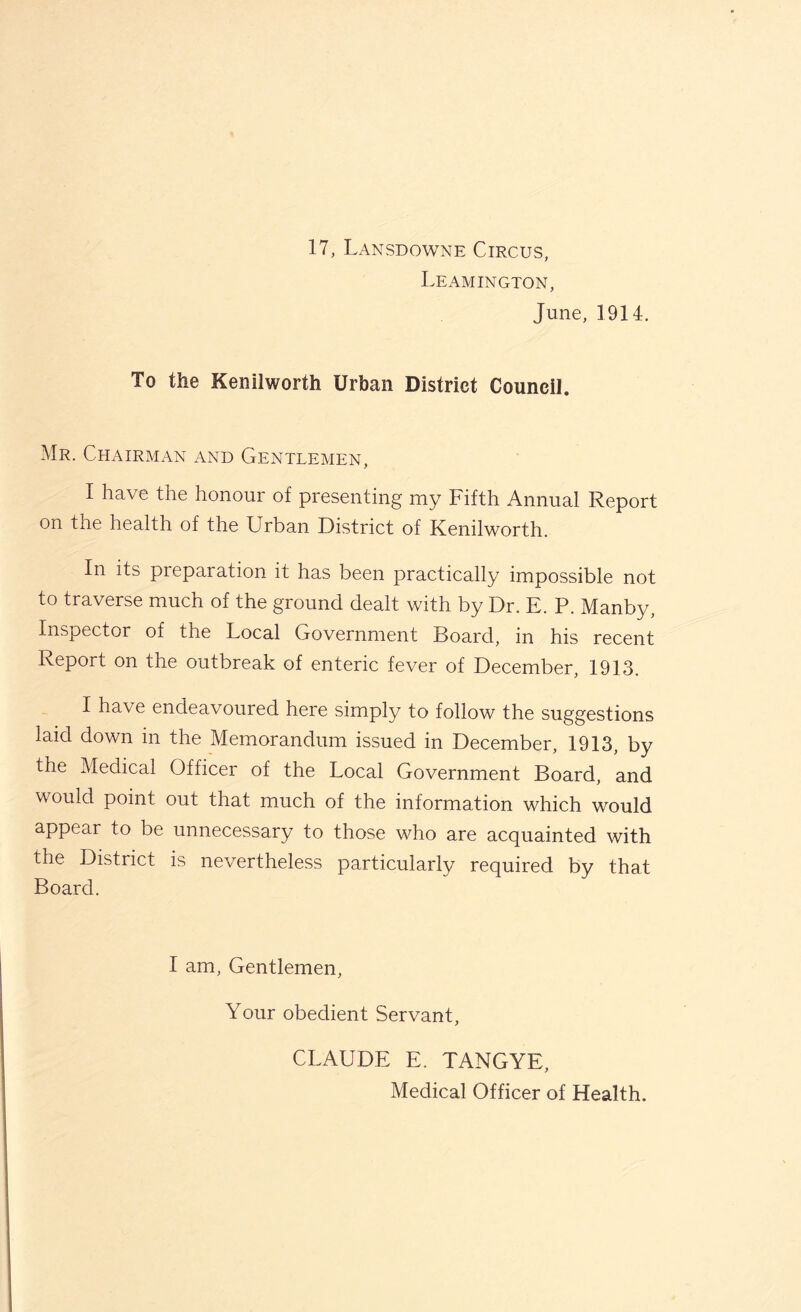 17, Lansdowne Circus,
Leamington,
June, 1914.
To the Kenilworth Urban District Council.
Mr. Chairman and Gentlemen,
I have the honour of presenting my Fifth Annual Report
on the health of the Urban District of Kenilworth.
In its preparation it has been practically impossible not
to traverse much of the ground dealt with by Dr. E. P. Manby,
Inspector of the Local Government Board, in his recent
Report on the outbreak of enteric fever of December, 1913.
I have endeavoured here simply to follow the suggestions
laid down in the Memorandum issued in December, 1913, by
the Medical Officer of the Local Government Board, and
would point out that much of the information which would
appear to be unnecessary to those who are acquainted with
the District is nevertheless particularly required by that
Board.
I am, Gentlemen,
Your obedient Servant,
CLAUDE E. TANGYE,
Medical Officer of Health.